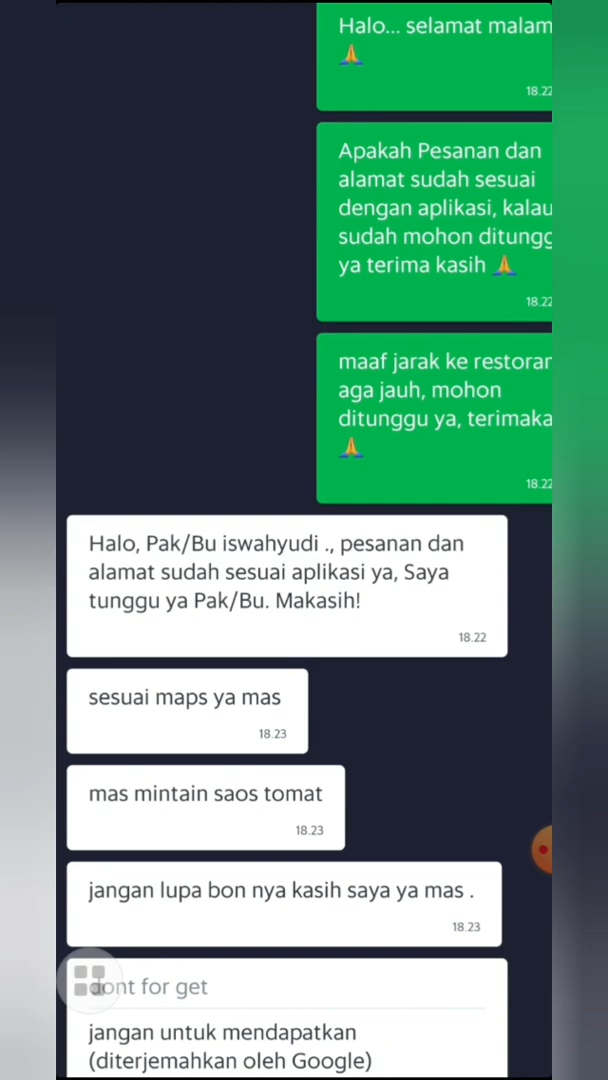 Halo... selamat malam
🙏
18.22
Apakah Pesanan dan
alamat sudah sesuai
dengan aplikasi, kalau
sudah mohon ditungg
ya terima kasih 🙏
18.22
maaf jarak ke restoran
aga jauh, mohon
ditunggu ya, terimaka
🙏
18.22
Halo, Pak/Bu iswahyudi ., pesanan dan
alamat sudah sesuai aplikasi ya, Saya
tunggu ya Pak/Bu. Makasih!
18.22
sesuai maps ya mas
18.23
mas mintain saos tomat
18.23
jangan lupa bon nya kasih saya ya mas .
18.23
dont for get
jangan untuk mendapatkan
(diterjemahkan oleh Google)